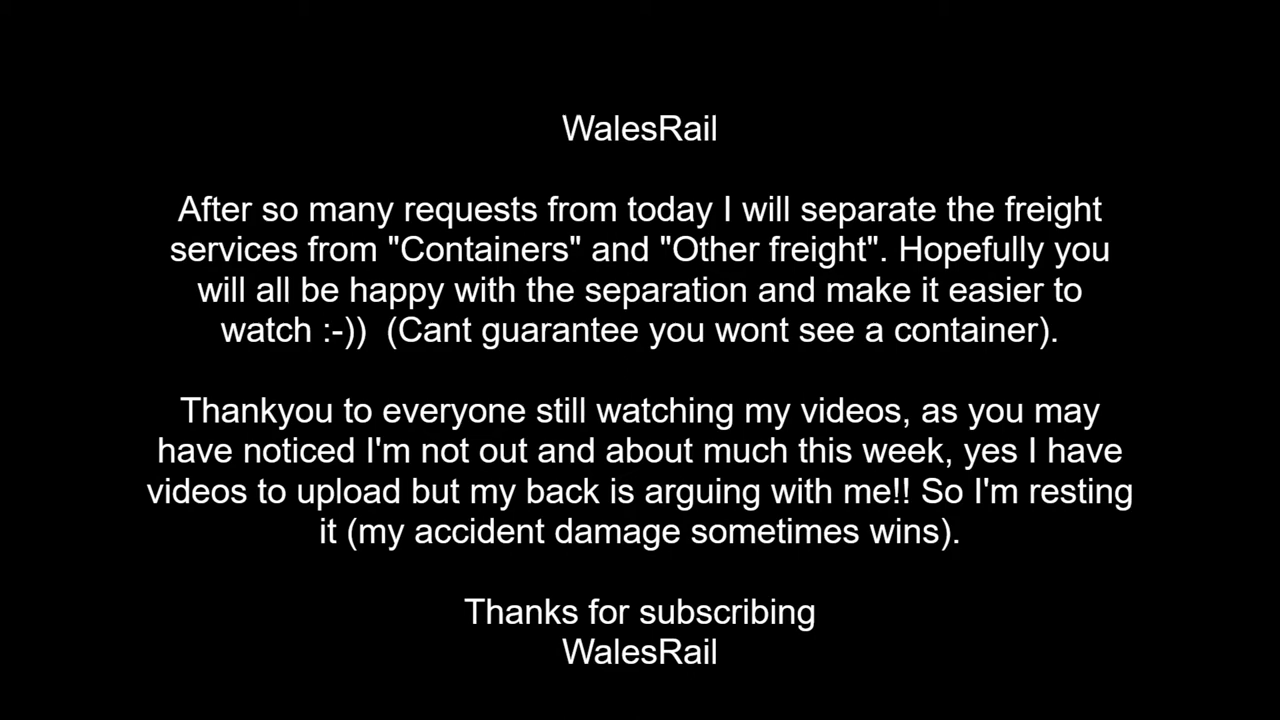 WalesRail
After so many requests from today I will separate the freight
services from "Containers" and "Other freight". Hopefully you
will all be happy with the separation and make it easier to
watch :-))  (Cant guarantee you wont see a container).
Thankyou to everyone still watching my videos, as you may
have noticed I'm not out and about much this week, yes I have
videos to upload but my back is arguing with me!! So I'm resting
it (my accident damage sometimes wins).
Thanks for subscribing
WalesRail